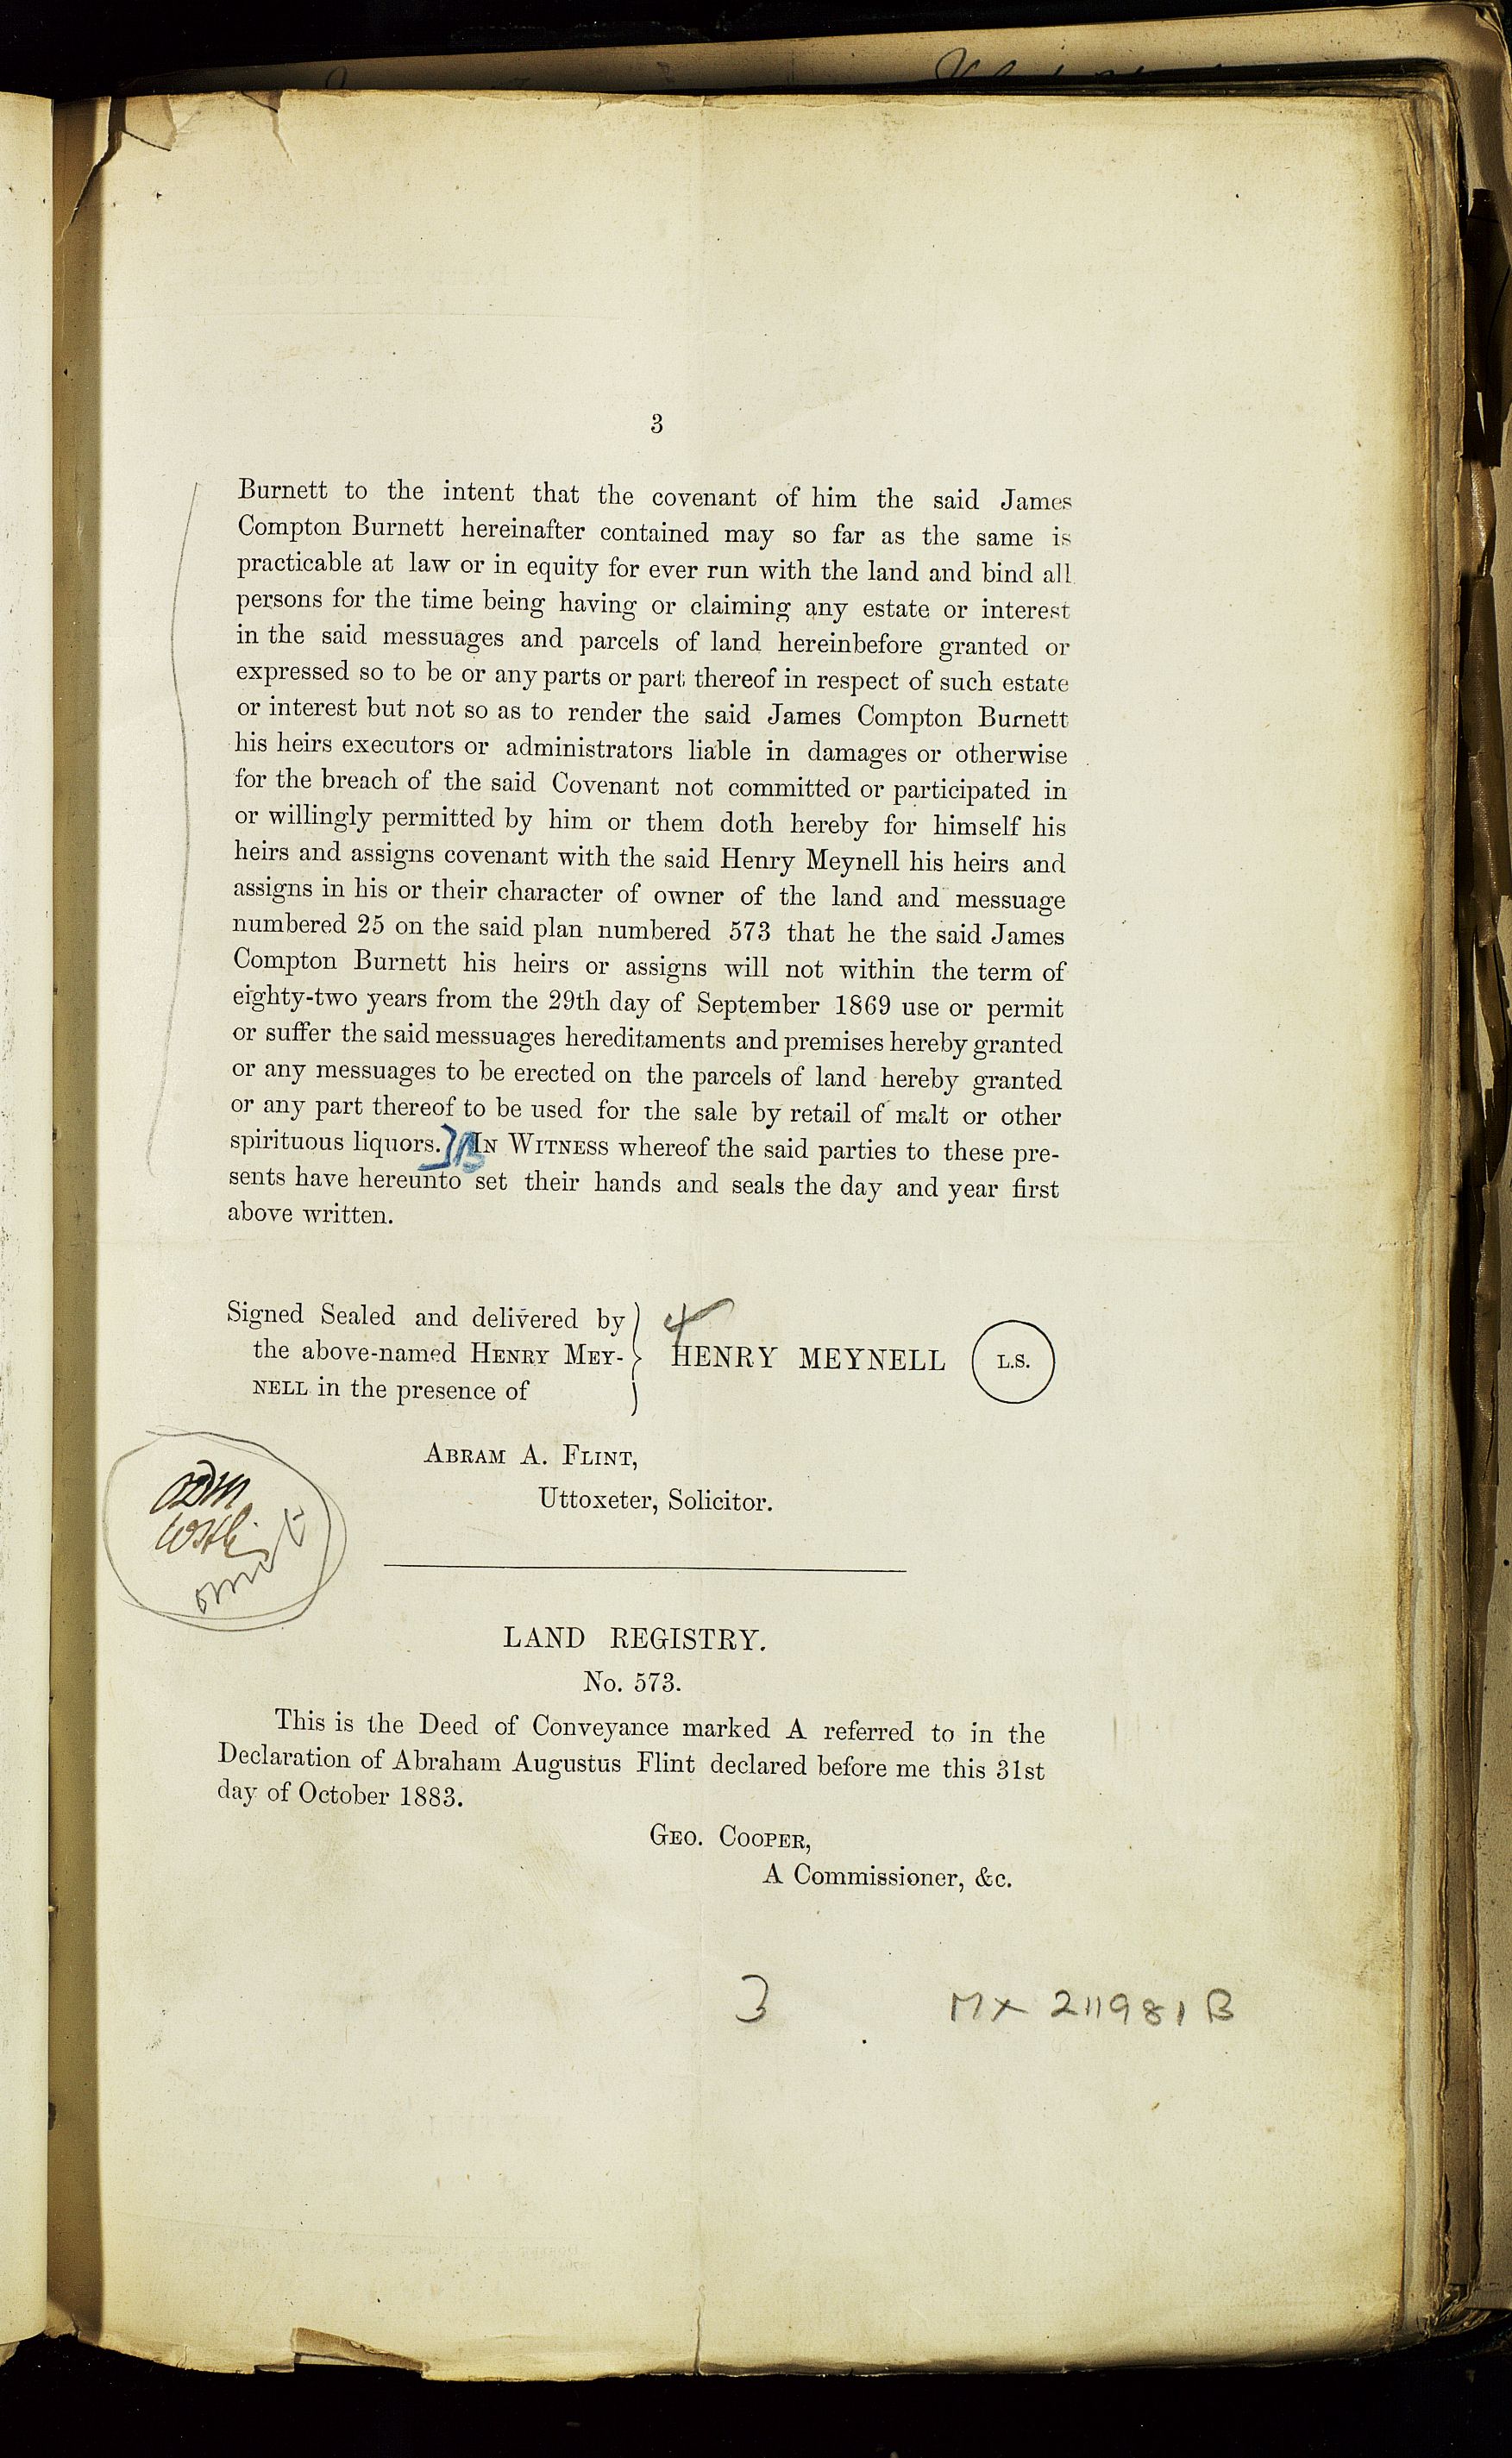 3
Burnett to the intent that the covenant of him the said James
Compton Burnett hereinafter contained may so far as the same is
practicable at law or in equity for ever run with the land and bind all
persons for the time being having or claiming any estate or interest
in the said messuages and parcels of land hereinbefore granted or
expressed so to be or any parts or part thereof in respect of such estate
or interest but not so as to render the said James Compton Burnett
his heirs executors or administrators liable in damages or otherwise
for the breach of the said Covenant not committed or participated in
or willingly permitted by him or them doth hereby for himself his
heirs and assigns covenant with the said Henry Meynell his heirs and
assigns in his or their character of owner of the land and messuage
numbered 25 on the said plan numbered 573 that he the said James
Compton Burnett his heirs or assigns will not within the term of
eighty-two years from the 29th day of September 1869 use or permit
or suffer the said messuages hereditaments and premises hereby granted
or any messuages to be erected on the parcels of land hereby granted
or any part thereof to be used for the sale by retail of malt or other
spirituous liquors.] B IN WITNESS whereof the said parties to these pre-
sents have hereunto set their hands and seals the day and year first
above written.
Signed Sealed and delivered by
the above-named HENRY MEY-
NELL in the presence of
HENRY MEYNELL L.S.
ABRAM A. FLINT,
Uttoxeter, Solicitor.
omit
LAND REGISTRY.
No. 573.
This is the Deed of Conveyance marked A referred to in the
Declaration of Abraham Augustus Flint declared before me this 31st
day of October 1883.
GEO. COOPER,
A Commissioner, &c.
3 MX 211981 B